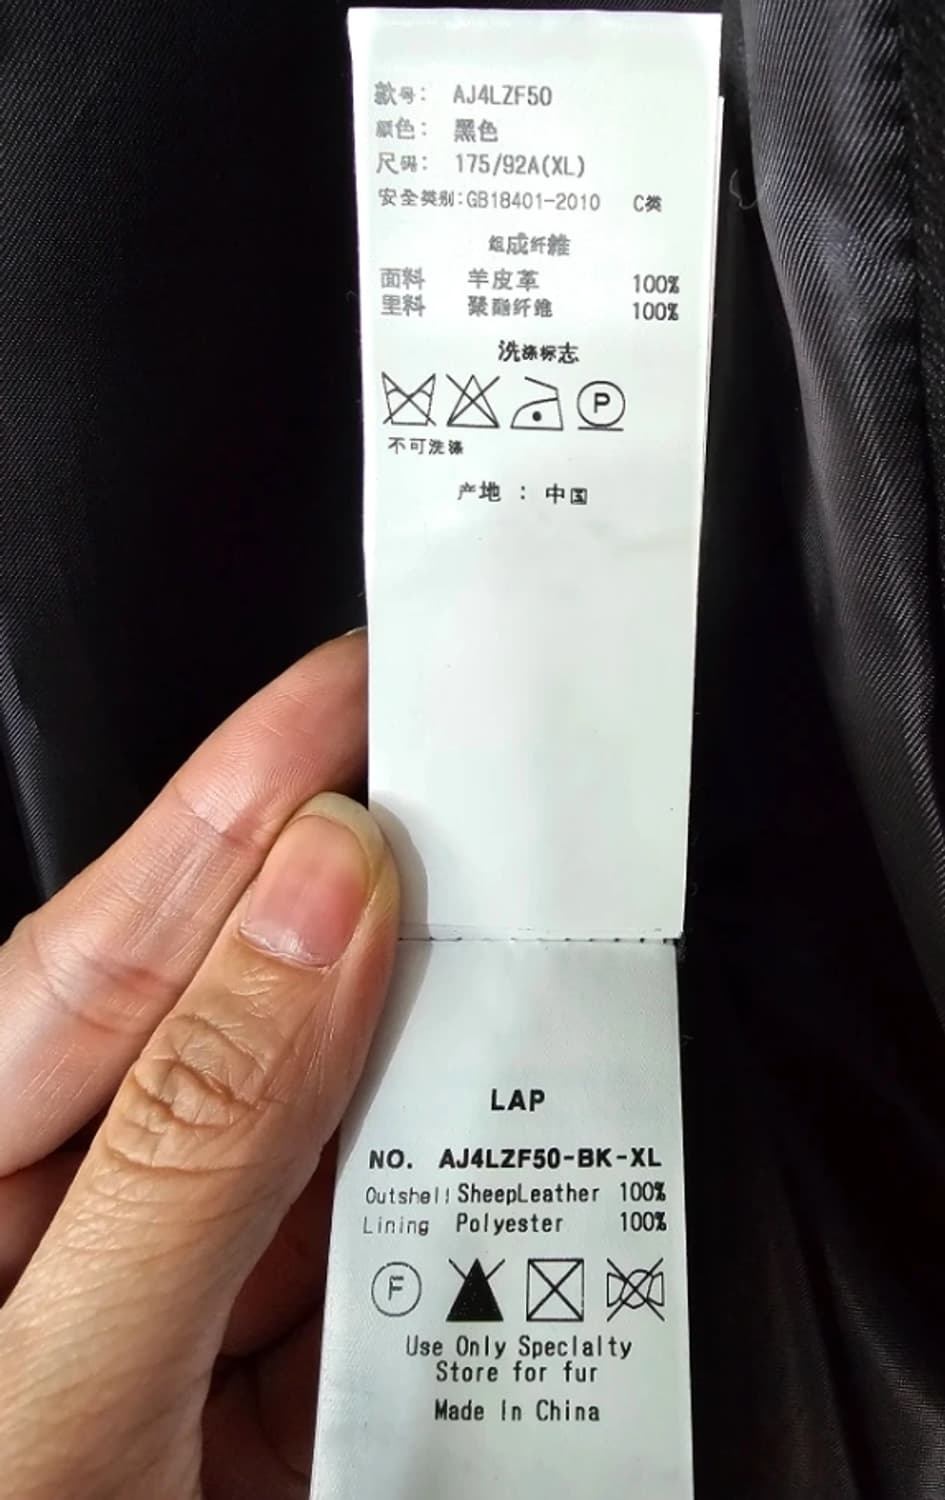 款号： AJ4LZF50
颜色： 黑色
尺码： 175/92A(XL)
安全类别:GB18401-2010 C类
组成纤维
面料 羊皮革 100%
里料 聚酯纤维 100%
洗涤标志
P
不可洗涤
产地 : 中国
LAP
NO. AJ4LZF50-BK-XL
Outshell SheepLeather 100%
Lining Polyester 100%
F
Use Only Specialty
Store for fur
Made In China